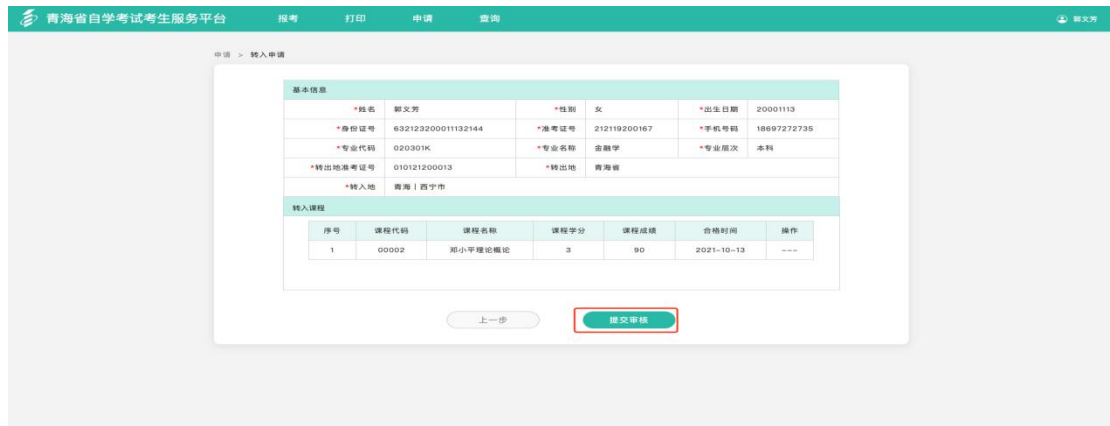 青海省自学考试考生服务平台 报考 打印 申请 查询 郭文芳
申请 > 转入申请
基本信息
*姓名 郭文芳 *性别 女 *出生日期 20001113
*身份证号 632123200011132144 *准考证号 212119200167 *手机号码 18697272735
*专业代码 020301K *专业名称 金融学 *专业层次 本科
*转出地准考证号 010121200013 *转出地 青海省
*转入地 青海 | 西宁市
转入课程
序号 课程代码 课程名称 课程学分 课程成绩 合格时间 操作
1 00002 邓小平理论概论 3 90 2021-10-13 ---
上一步 提交审核